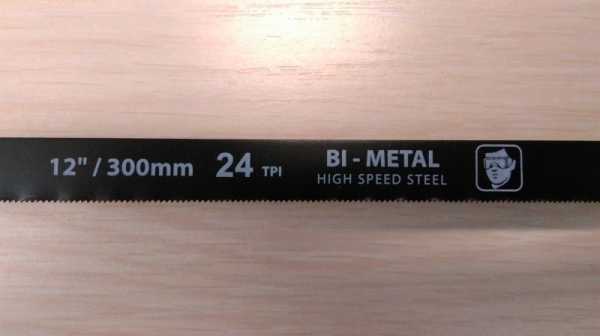 12" / 300mm 24 TPI BI - METAL
HIGH SPEED STEEL